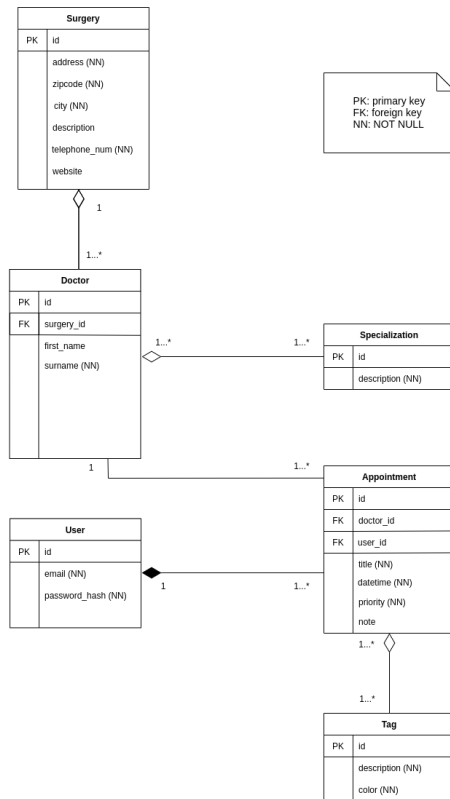 Surgery
PK id
address (NN)
zipcode (NN)
city (NN)
description
telephone_num (NN)
website
PK: primary key
FK: foreign key
NN: NOT NULL
1
1...*
Doctor
PK id
FK surgery_id
first_name
surname (NN)
1...* 1...*
Specialization
PK id
description (NN)
1 1...*
Appointment
PK id
FK doctor_id
FK user_id
title (NN)
datetime (NN)
priority (NN)
note
User
PK id
email (NN)
password_hash (NN)
1 1...*
1...*
1...*
Tag
PK id
description (NN)
color (NN)